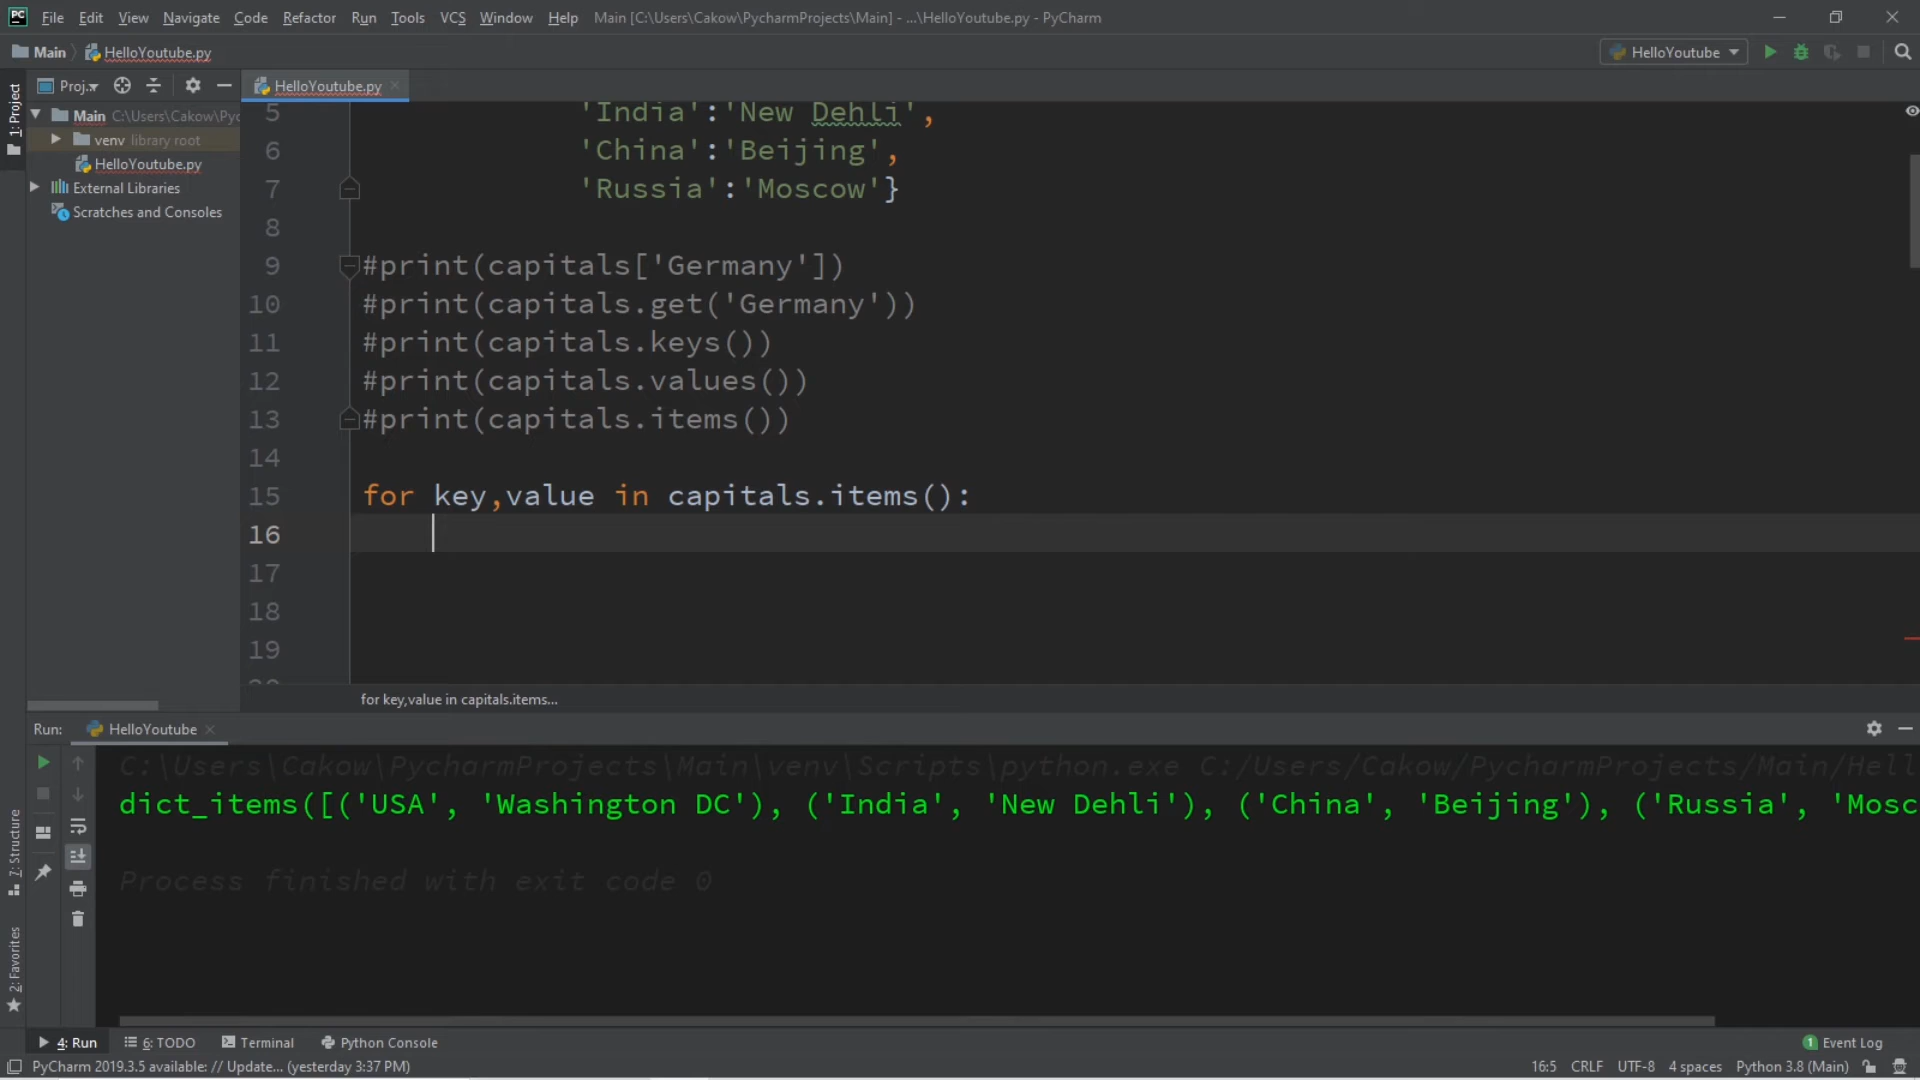 PC File Edit View Navigate Code Refactor Run Tools VCS Window Help Main [C:\Users\Cakow\PycharmProjects\Main] - ...\HelloYoutube.py - PyCharm
Main HelloYoutube.py HelloYoutube
1: Project
Proj..
HelloYoutube.py
Main C:\Users\Cakow\Pyc
venv library root
HelloYoutube.py
External Libraries
Scratches and Consoles
5 'India':'New Dehli',
6 'China':'Beijing',
7 'Russia':'Moscow'}
8
9 #print(capitals['Germany'])
10 #print(capitals.get('Germany'))
11 #print(capitals.keys())
12 #print(capitals.values())
13 #print(capitals.items())
14
15 for key,value in capitals.items():
16
17
18
19
for key,value in capitals.items...
Run: HelloYoutube
C:\Users\Cakow\PycharmProjects\Main\venv\Scripts\python.exe C:/Users/Cakow/PycharmProjects/Main/Hell
dict_items([('USA', 'Washington DC'), ('India', 'New Dehli'), ('China', 'Beijing'), ('Russia', 'Mosc
Process finished with exit code 0
7: Structure
2: Favorites
4: Run 6: TODO Terminal Python Console 1 Event Log
PyCharm 2019.3.5 available: // Update... (yesterday 3:37 PM) 16:5 CRLF UTF-8 4 spaces Python 3.8 (Main)